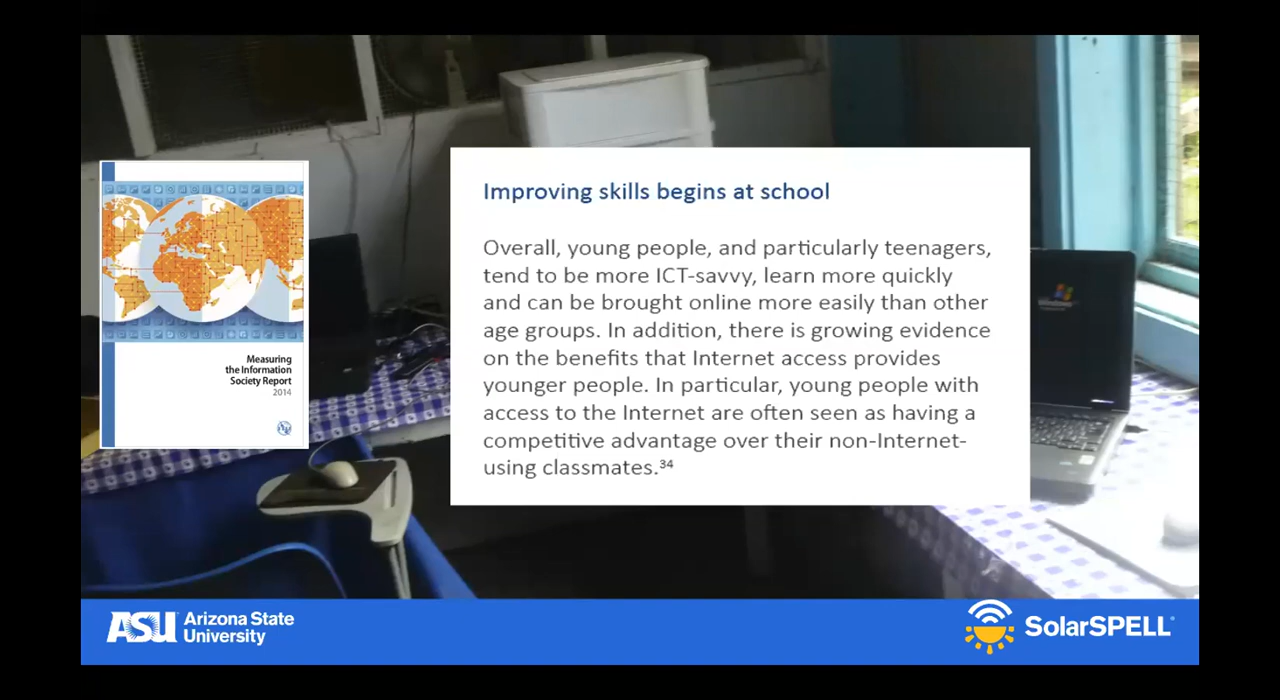 Measuring
the Information
Society Report
2014
Improving skills begins at school
Overall, young people, and particularly teenagers,
tend to be more ICT-savvy, learn more quickly
and can be brought online more easily than other
age groups. In addition, there is growing evidence
on the benefits that Internet access provides
younger people. In particular, young people with
access to the Internet are often seen as having a
competitive advantage over their non-Internet-
using classmates.³⁴
Windows
ASU Arizona State
University
SolarSPELL